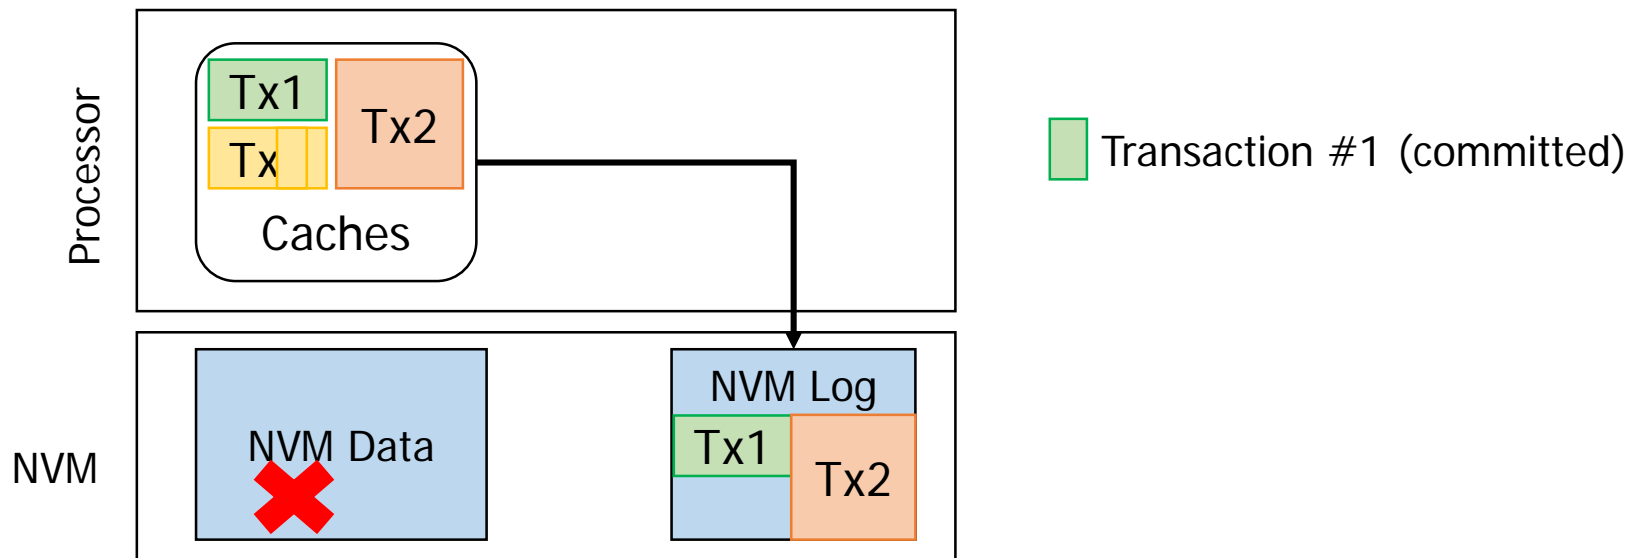 Processor
Tx1
Tx2
Tx
Caches
Transaction #1 (committed)
NVM
NVM Data
NVM Log
Tx1
Tx2